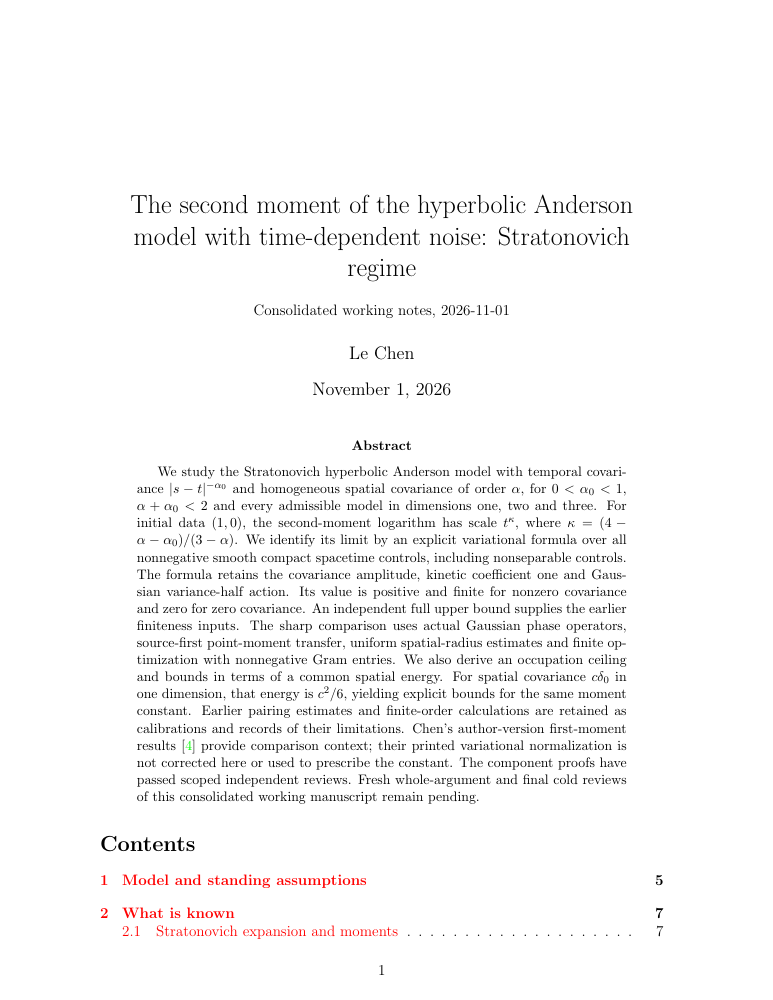 The second moment of the hyperbolic Anderson
model with time-dependent noise: Stratonovich
regime
Consolidated working notes, 2026-11-01
Le Chen
November 1, 2026
Abstract
We study the Stratonovich hyperbolic Anderson model with temporal covari-
ance |s − t|^{−α₀} and homogeneous spatial covariance of order α, for 0 < α₀ < 1,
α + α₀ < 2 and every admissible model in dimensions one, two and three. For
initial data (1, 0), the second-moment logarithm has scale t^κ, where κ = (4 −
α − α₀)/(3 − α). We identify its limit by an explicit variational formula over all
nonnegative smooth compact spacetime controls, including nonseparable controls.
The formula retains the covariance amplitude, kinetic coefficient one and Gaus-
sian variance-half action. Its value is positive and finite for nonzero covariance
and zero for zero covariance. An independent full upper bound supplies the earlier
finiteness inputs. The sharp comparison uses actual Gaussian phase operators,
source-first point-moment transfer, uniform spatial-radius estimates and finite op-
timization with nonnegative Gram entries. We also derive an occupation ceiling
and bounds in terms of a common spatial energy. For spatial covariance cδ₀ in
one dimension, that energy is c²/6, yielding explicit bounds for the same moment
constant. Earlier pairing estimates and finite-order calculations are retained as
calibrations and records of their limitations. Chen's author-version first-moment
results [4] provide comparison context; their printed variational normalization is
not corrected here or used to prescribe the constant. The component proofs have
passed scoped independent reviews. Fresh whole-argument and final cold reviews
of this consolidated working manuscript remain pending.
Contents
1 Model and standing assumptions 5
2 What is known 7
2.1 Stratonovich expansion and moments . . . . . . . . . . . . . . . . . . . 7
1